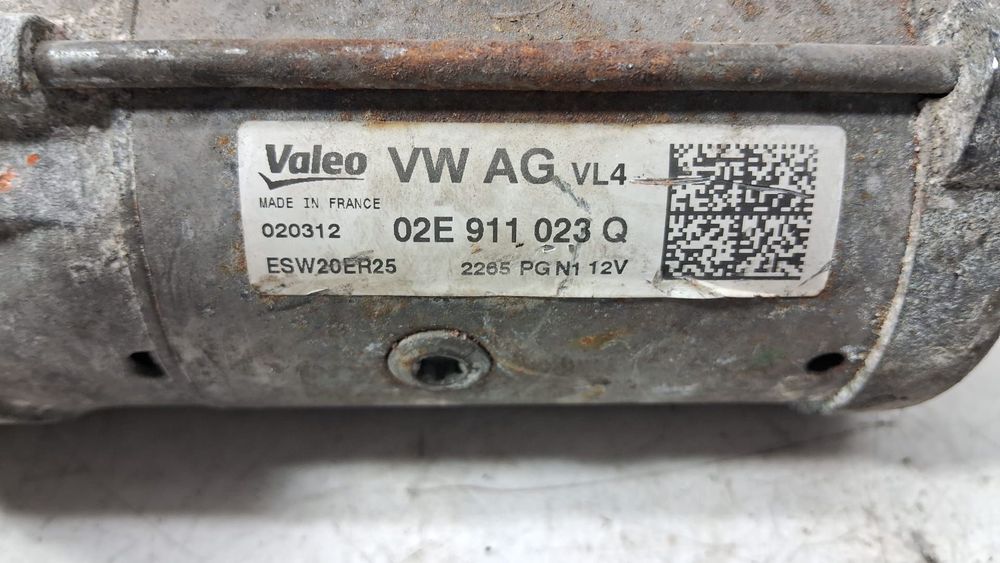 Valeo VW AG VL4
MADE IN FRANCE
020312 02E 911 023 Q
ESW20ER25 2265 PG N1 12V